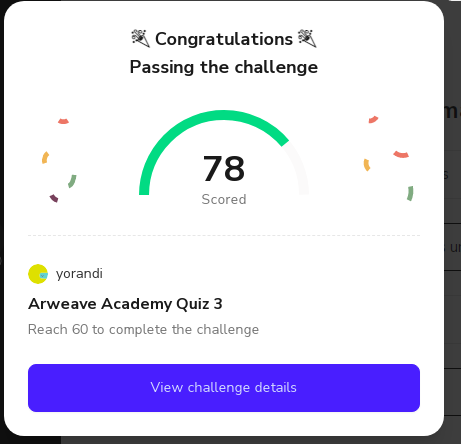 Congratulations
Passing the challenge
78
Scored
yorandi
Arweave Academy Quiz 3
Reach 60 to complete the challenge
View challenge details